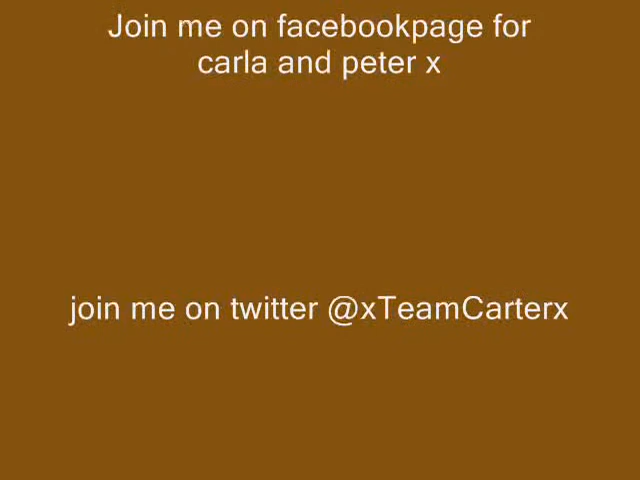 Join me on facebookpage for
carla and peter x
join me on twitter @xTeamCarterx